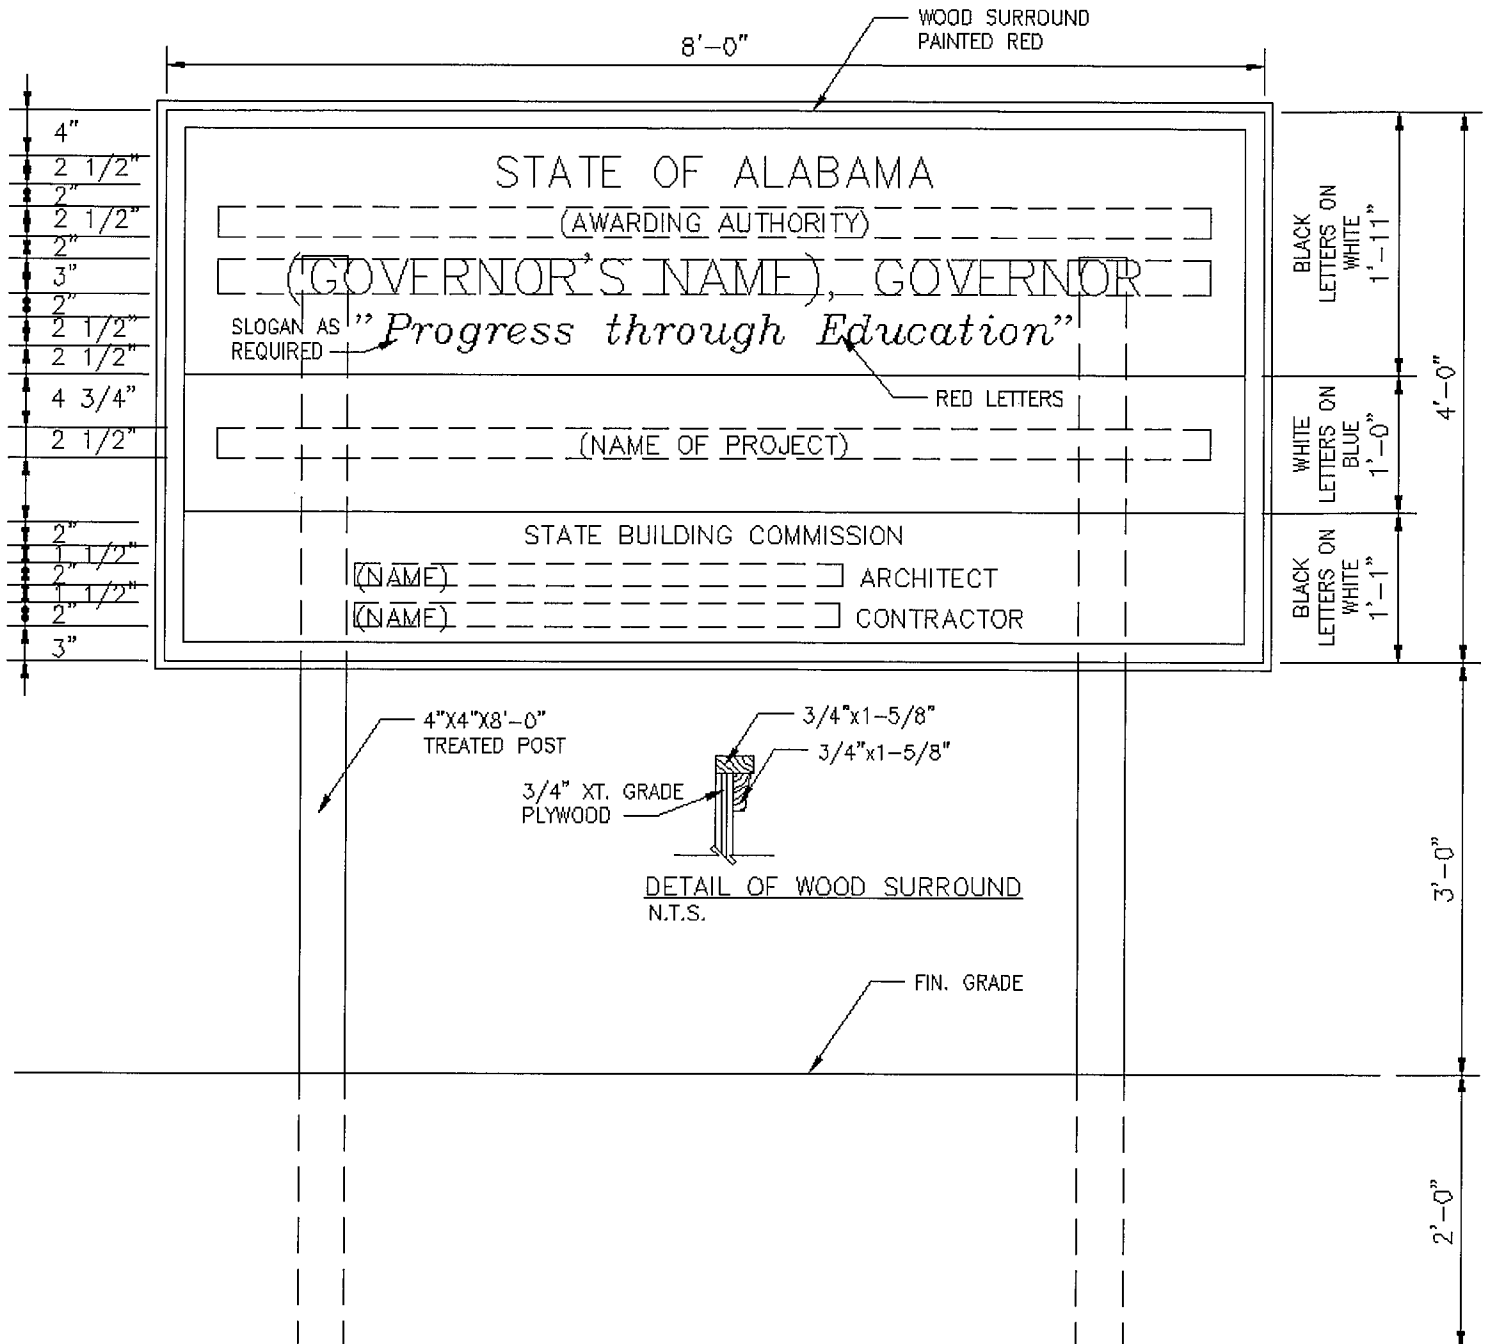 WOOD SURROUND
PAINTED RED
8'-0"
4"
2 1/2"
2"
2 1/2"
2"
3"
2"
2 1/2"
2 1/2"
4 3/4"
2 1/2"
2"
1 1/2"
2"
1 1/2"
2"
3"
STATE OF ALABAMA
(AWARDING AUTHORITY)
(GOVERNOR'S NAME), GOVERNOR
SLOGAN AS
REQUIRED
"Progress through Education"
RED LETTERS
(NAME OF PROJECT)
STATE BUILDING COMMISSION
(NAME) ARCHITECT
(NAME) CONTRACTOR
BLACK
LETTERS ON
WHITE
1'-11"
WHITE
LETTERS ON
BLUE
1'-0"
BLACK
LETTERS ON
WHITE
1'-1"
4'-0"
3'-0"
2'-0"
4"X4"X8'-0"
TREATED POST
3/4"x1-5/8"
3/4"x1-5/8"
3/4" XT. GRADE
PLYWOOD
DETAIL OF WOOD SURROUND
N.T.S.
FIN. GRADE